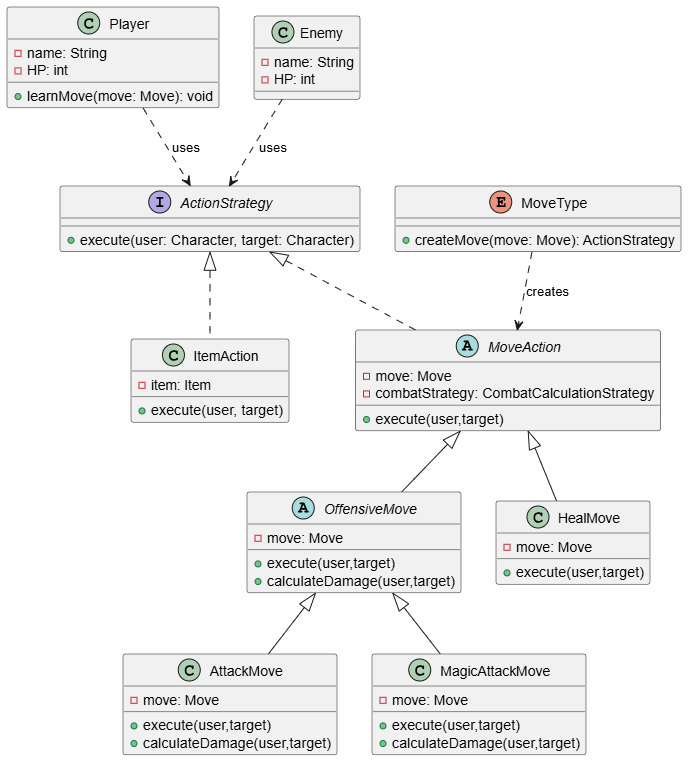 C Player
name: String
HP: int
learnMove(move: Move): void
C Enemy
name: String
HP: int
uses
uses
I ActionStrategy
execute(user: Character, target: Character)
E MoveType
createMove(move: Move): ActionStrategy
creates
C ItemAction
item: Item
execute(user, target)
A MoveAction
move: Move
combatStrategy: CombatCalculationStrategy
execute(user,target)
A OffensiveMove
move: Move
execute(user,target)
calculateDamage(user,target)
C HealMove
move: Move
execute(user,target)
C AttackMove
move: Move
execute(user,target)
calculateDamage(user,target)
C MagicAttackMove
move: Move
execute(user,target)
calculateDamage(user,target)